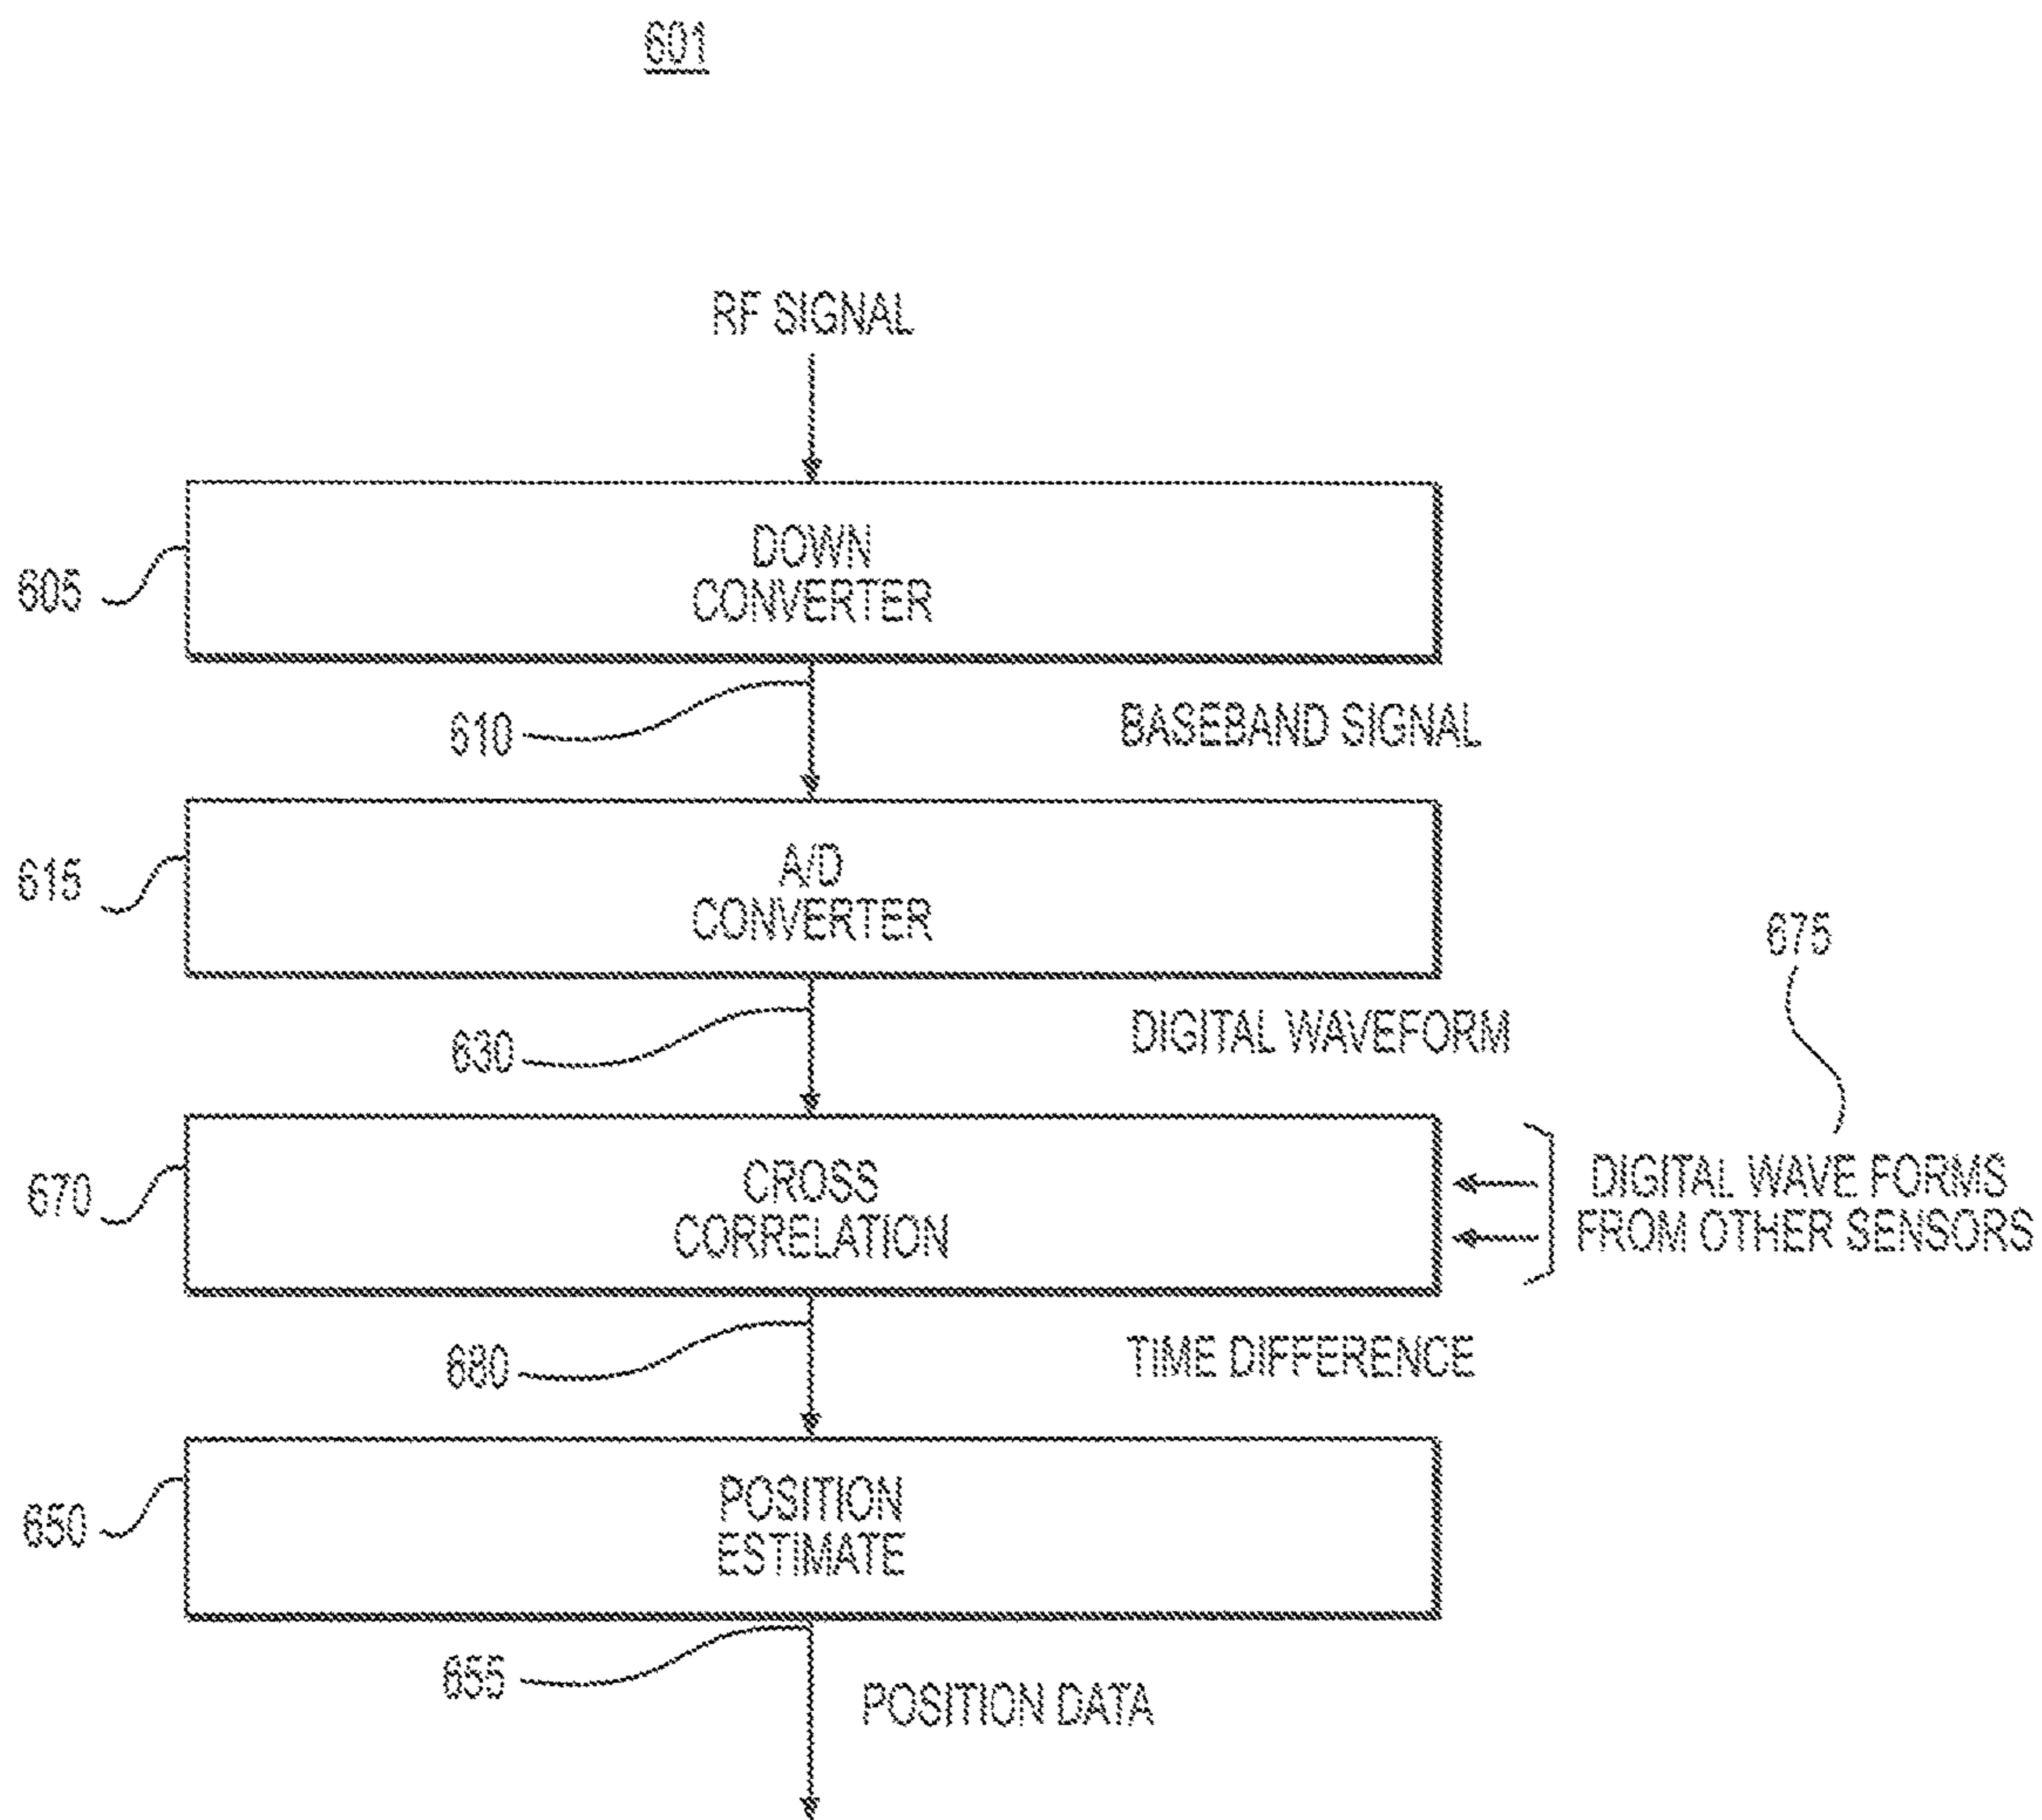 601
RF SIGNAL
DOWN
CONVERTER
605
610
BASEBAND SIGNAL
A/D
CONVERTER
615
675
630
DIGITAL WAVEFORM
CROSS
CORRELATION
670
DIGITAL WAVE FORMS
FROM OTHER SENSORS
680
TIME DIFFERENCE
POSITION
ESTIMATE
650
655
POSITION DATA